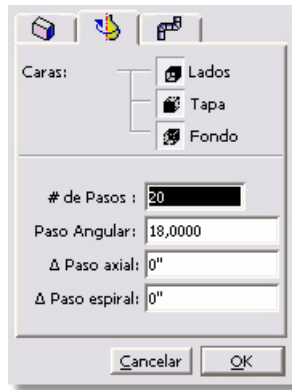 Caras:
Lados
Tapa
Fondo
# de Pasos : 20
Paso Angular: 18,0000
Δ Paso axial: 0"
Δ Paso espiral: 0"
Cancelar
OK